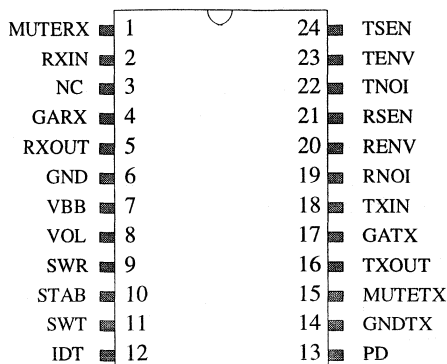 MUTERX 1 24 TSEN
RXIN 2 23 TENV
NC 3 22 TNOI
GARX 4 21 RSEN
RXOUT 5 20 RENV
GND 6 19 RNOI
VBB 7 18 TXIN
VOL 8 17 GATX
SWR 9 16 TXOUT
STAB 10 15 MUTETX
SWT 11 14 GNDTX
IDT 12 13 PD